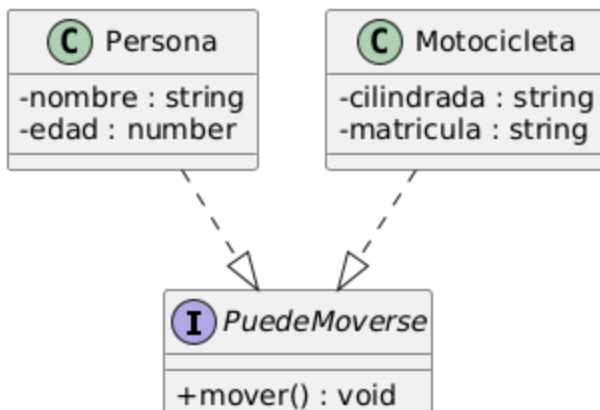 C Persona
-nombre : string
-edad : number
C Motocicleta
-cilindrada : string
-matricula : string
I PuedeMoverse
+mover() : void